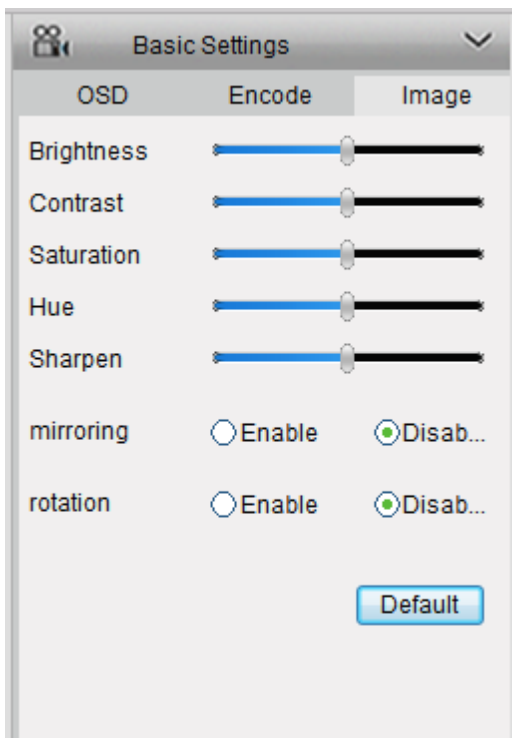 Basic Settings
OSD Encode Image
Brightness
Contrast
Saturation
Hue
Sharpen
mirroring Enable Disab...
rotation Enable Disab...
Default